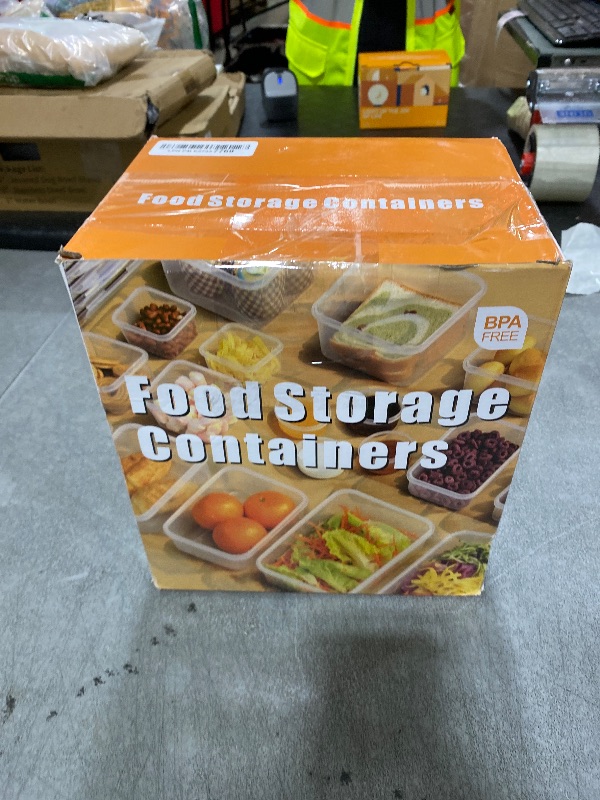 Food Storage Containers
BPA
FREE
Food Storage
Containers